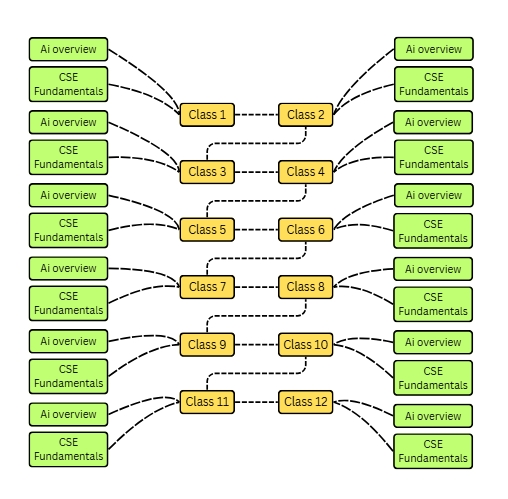 Ai overview
CSE
Fundamentals
Ai overview
CSE
Fundamentals
Class 1
Class 2
Ai overview
CSE
Fundamentals
Ai overview
CSE
Fundamentals
Class 3
Class 4
Ai overview
CSE
Fundamentals
Ai overview
CSE
Fundamentals
Class 5
Class 6
Ai overview
CSE
Fundamentals
Ai overview
CSE
Fundamentals
Class 7
Class 8
Ai overview
CSE
Fundamentals
Ai overview
CSE
Fundamentals
Class 9
Class 10
Ai overview
CSE
Fundamentals
Ai overview
CSE
Fundamentals
Class 11
Class 12